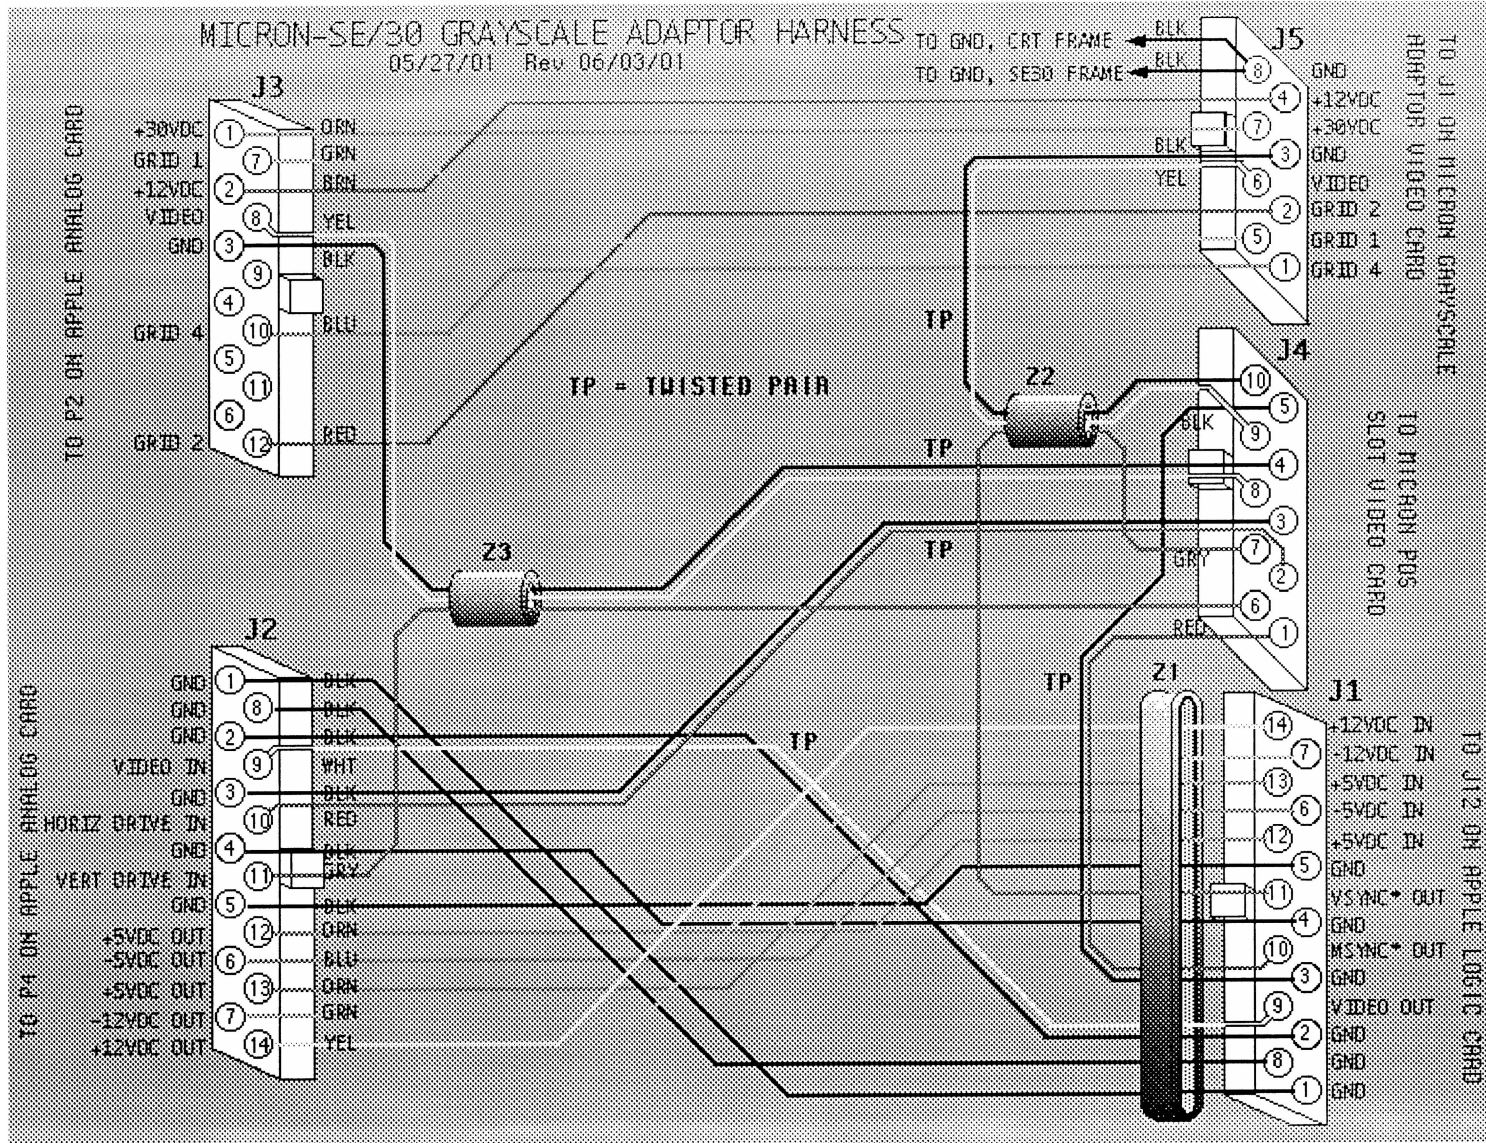 MICRON-SE/30 GRAYSCALE ADAPTOR HARNESS
05/27/01 Rev 06/03/01
TO GND, CRT FRAME
BLK
TO GND, SE30 FRAME
BLK
J3
TO P2 ON APPLE ANALOG CARD
+30VDC 1 ORN
GRID 1 7 GRN
+12VDC 2 BRN
VIDEO 8 YEL
GND 3 BLK
9
4
GRID 4 10 BLU
5
11
6
GRID 2 12 RED
J5
8 GND
4 +12VDC
7 +30VDC
BLK 3 GND
YEL 6 VIDEO
2 GRID 2
5 GRID 1
1 GRID 4
TO J1 ON MICRON GRAYSCALE
ADAPTOR VIDEO CARD
TP
TP = TWISTED PAIR
Z2
TP
J4
10
5
BLK 9
4
8
3
7
GRY 2
6
RED 1
TO MICRON PDS
SLOT VIDEO CARD
TP
Z3
J2
TO P4 ON APPLE ANALOG CARD
GND 1 BLK
GND 8 BLK
GND 2 BLK
VIDEO IN 9 WHT
GND 3 BLK
HORIZ DRIVE IN 10 RED
GND 4 BLK
VERT DRIVE IN 11 GRY
GND 5 BLK
+5VDC OUT 12 ORN
-5VDC OUT 6 BLU
+5VDC OUT 13 ORN
-12VDC OUT 7 GRN
+12VDC OUT 14 YEL
TP
TP
Z1
J1
14 +12VDC IN
7 -12VDC IN
13 +5VDC IN
6 -5VDC IN
12 +5VDC IN
5 GND
11 VSYNC* OUT
4 GND
10 MSYNC* OUT
3 GND
9 VIDEO OUT
2 GND
8 GND
1 GND
TO J12 ON APPLE LOGIC CARD